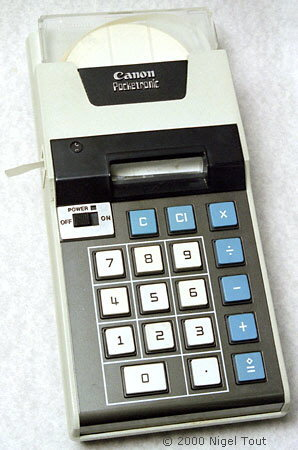 Canon
Pocketronic
POWER
OFF ON
C CI ×
7 8 9 ÷
4 5 6 −
1 2 3 +
0 . ≙
© 2000 Nigel Tout